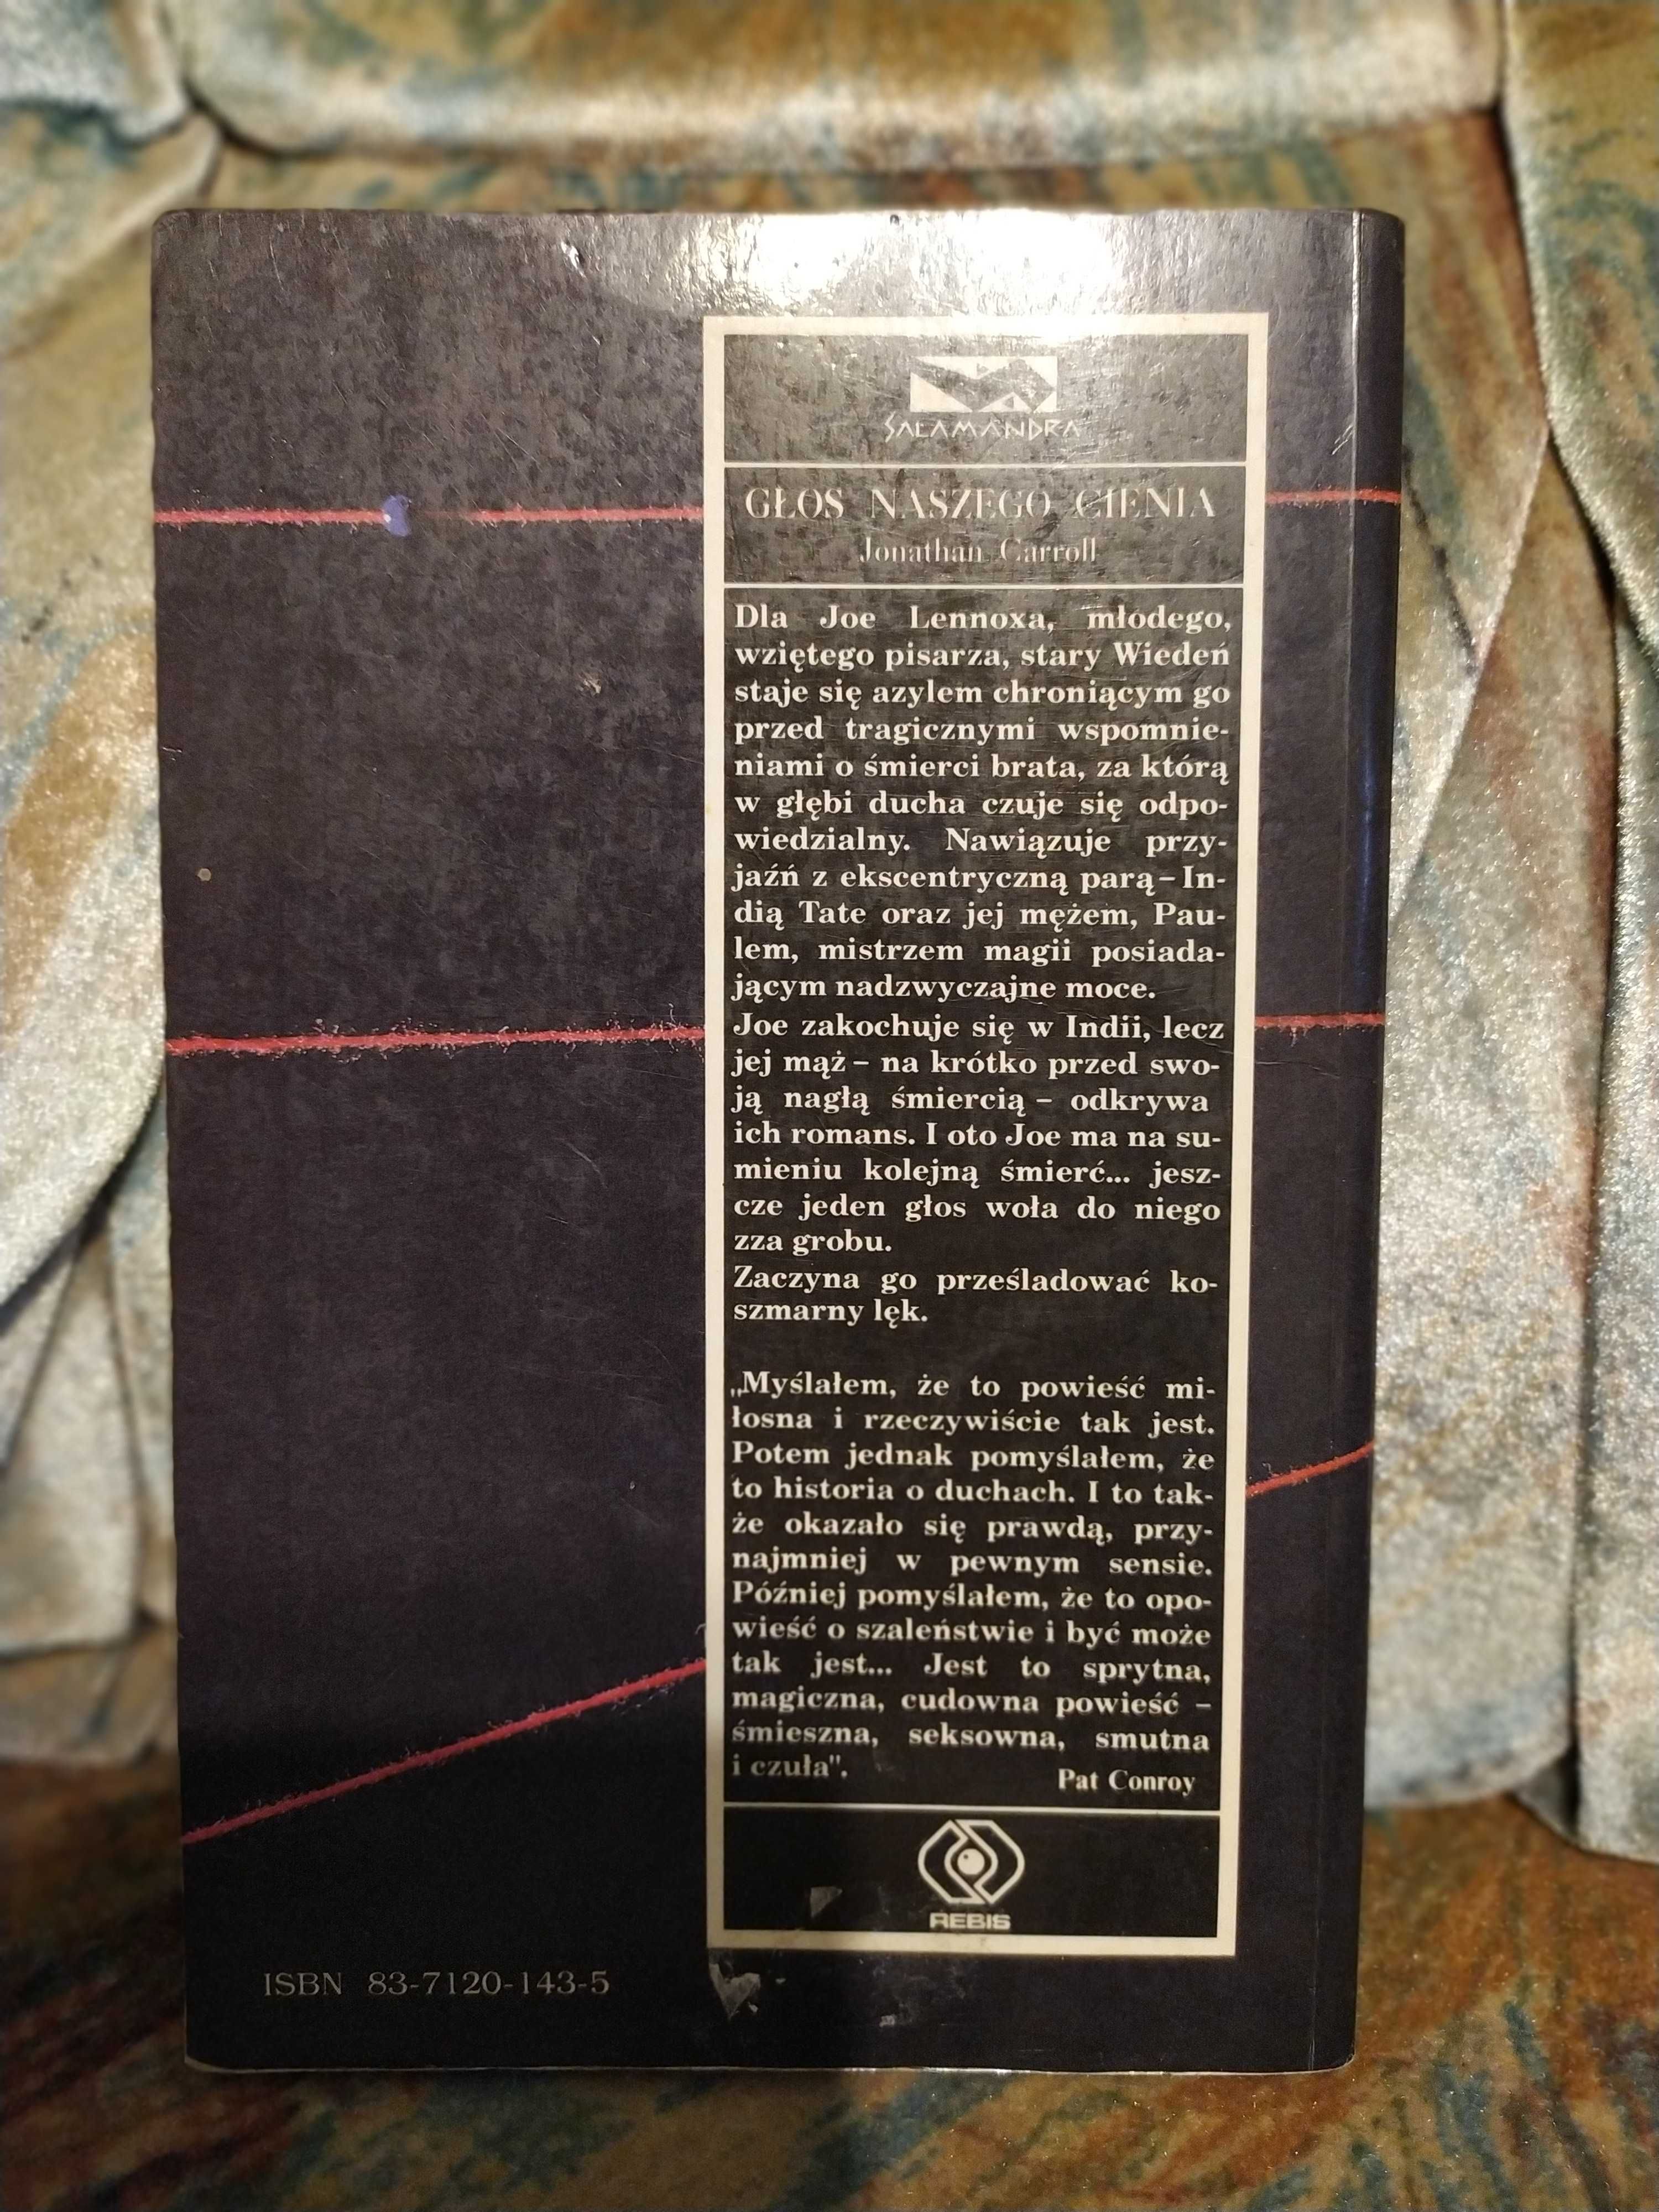 SALAMANDRA
GŁOS NASZEGO CIENIA
Jonathan Carroll
Dla Joe Lennoxa, młodego,
wziętego pisarza, stary Wiedeń
staje się azylem chroniącym go
przed tragicznymi wspomnie-
niami o śmierci brata, za którą
w głębi ducha czuje się odpo-
wiedzialny. Nawiązuje przy-
jaźń z ekscentryczną parą – In-
dią Tate oraz jej mężem, Pau-
lem, mistrzem magii posiada-
jącym nadzwyczajne moce.
Joe zakochuje się w Indii, lecz
jej mąż – na krótko przed swo-
ją nagłą śmiercią – odkrywa
ich romans. I oto Joe ma na su-
mieniu kolejną śmierć... jesz-
cze jeden głos woła do niego
zza grobu.
Zaczyna go prześladować ko-
szmarny lęk.
„Myślałem, że to powieść mi-
łosna i rzeczywiście tak jest.
Potem jednak pomyślałem, że
to historia o duchach. I to tak-
że okazało się prawdą, przy-
najmniej w pewnym sensie.
Później pomyślałem, że to opo-
wieść o szaleństwie i być może
tak jest... Jest to sprytna,
magiczna, cudowna powieść –
śmieszna, seksowna, smutna
i czuła".
Pat Conroy
REBIS
ISBN 83-7120-143-5